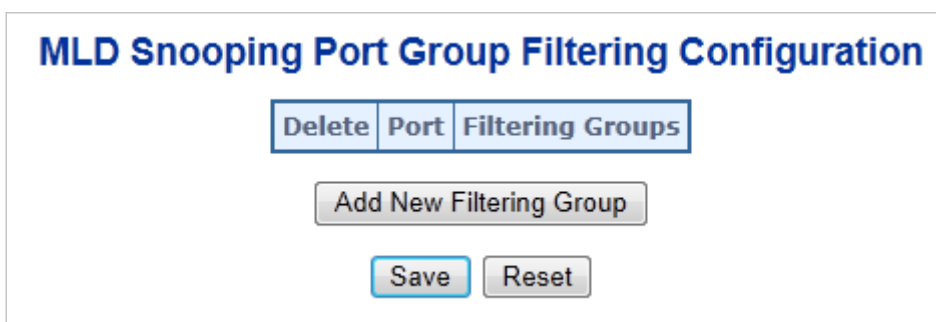 MLD Snooping Port Group Filtering Configuration
Delete Port Filtering Groups
Add New Filtering Group
Save Reset